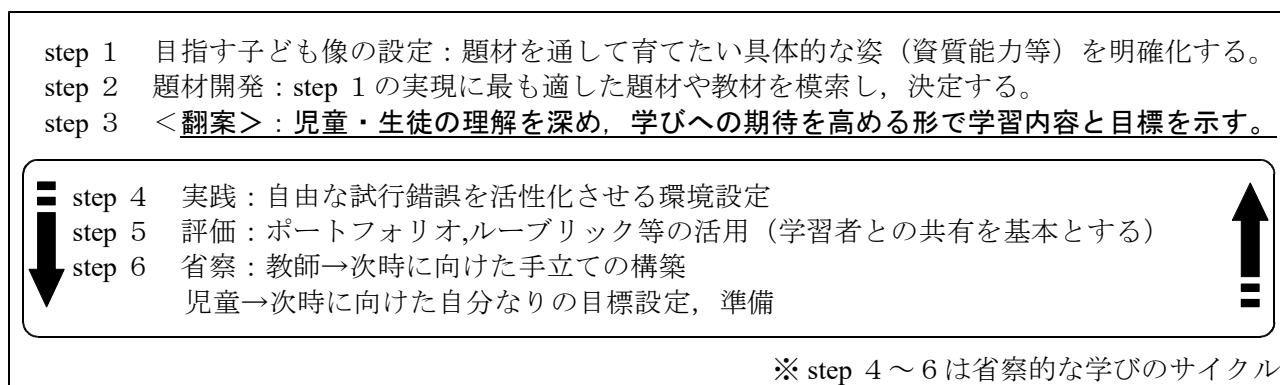 step １　目指す子ども像の設定：題材を通して育てたい具体的な姿（資質能力等）を明確化する。
step ２　題材開発：step １の実現に最も適した題材や教材を模索し，決定する。
step ３　＜翻案＞：児童・生徒の理解を深め，学びへの期待を高める形で学習内容と目標を示す。
step ４　実践：自由な試行錯誤を活性化させる環境設定
step ５　評価：ポートフォリオ,ルーブリック等の活用（学習者との共有を基本とする）
step ６　省察：教師→次時に向けた手立ての構築
児童→次時に向けた自分なりの目標設定，準備
※ step ４～６は省察的な学びのサイクル